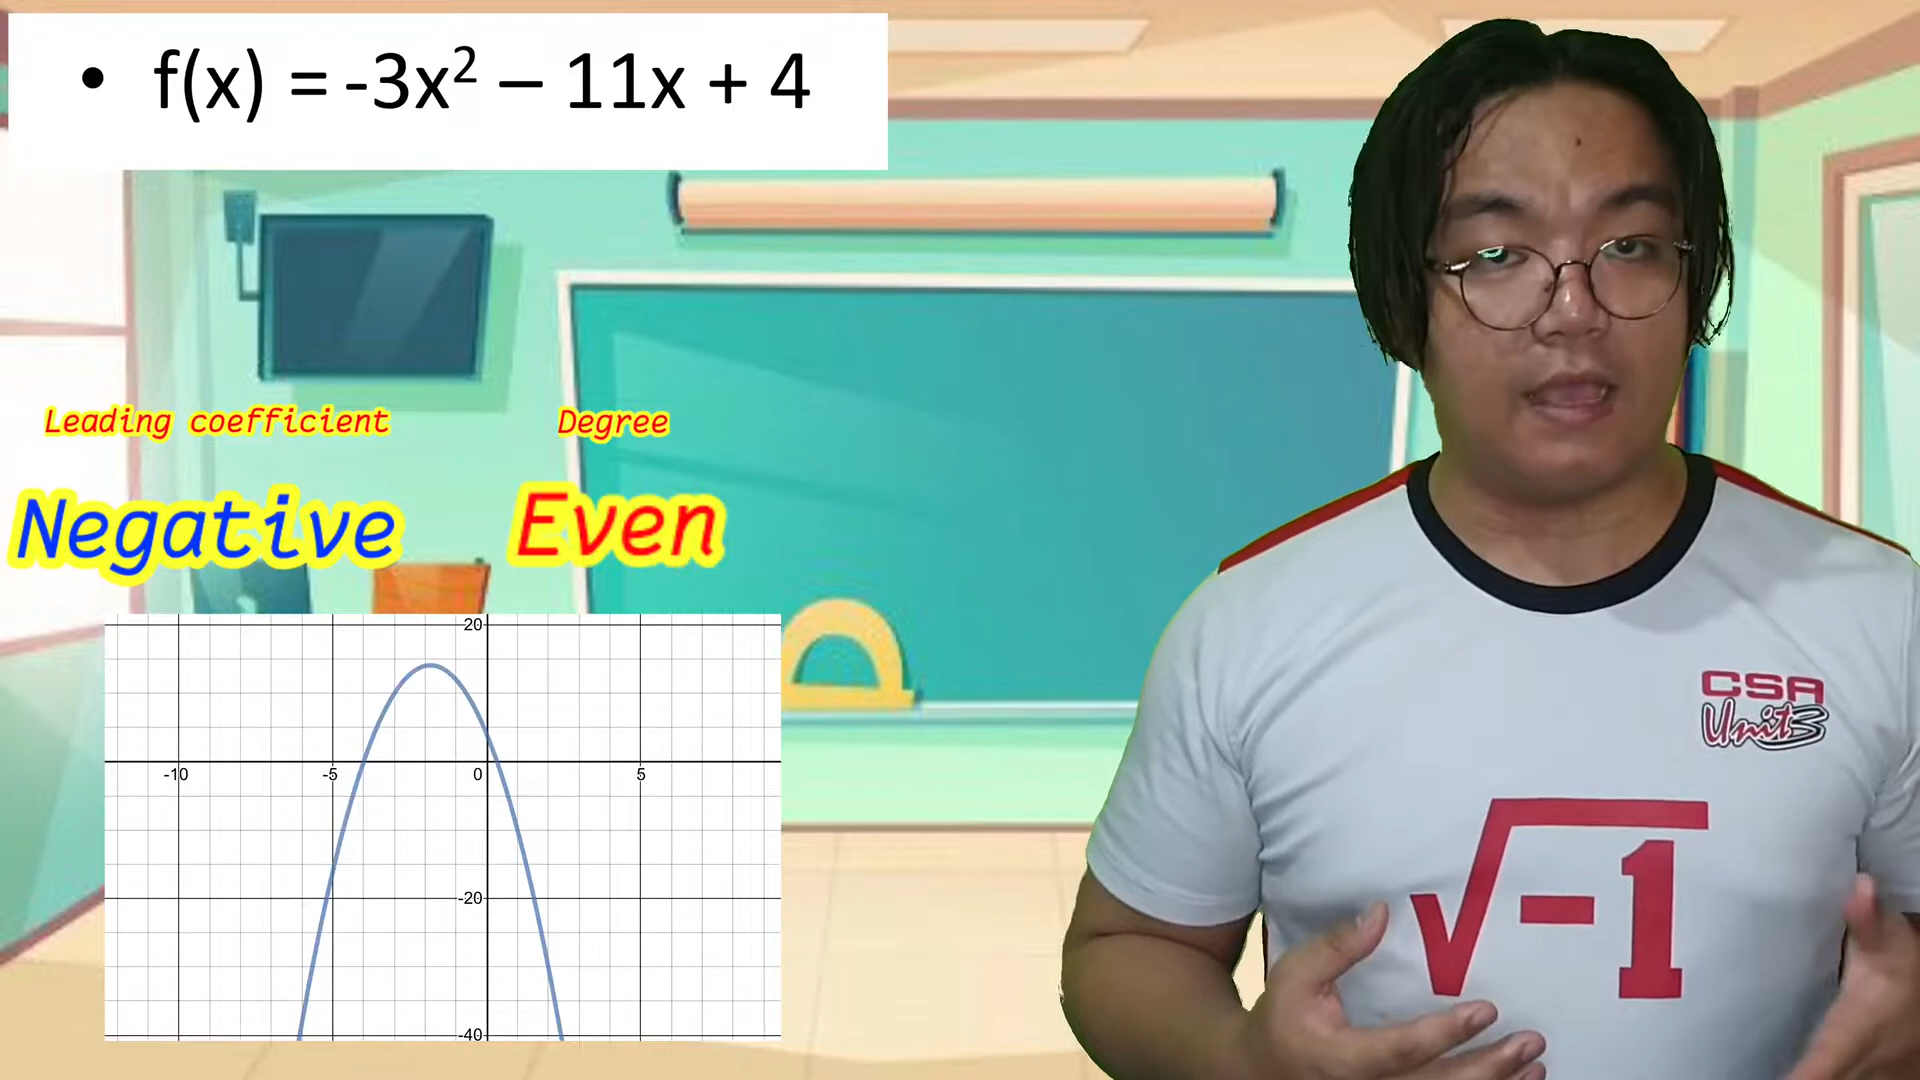 • f(x) = -3x² – 11x + 4
Leading coefficient
Degree
Negative
Even
20
-10
-5
0
5
-20
-40
CSA
Unit3
√-1